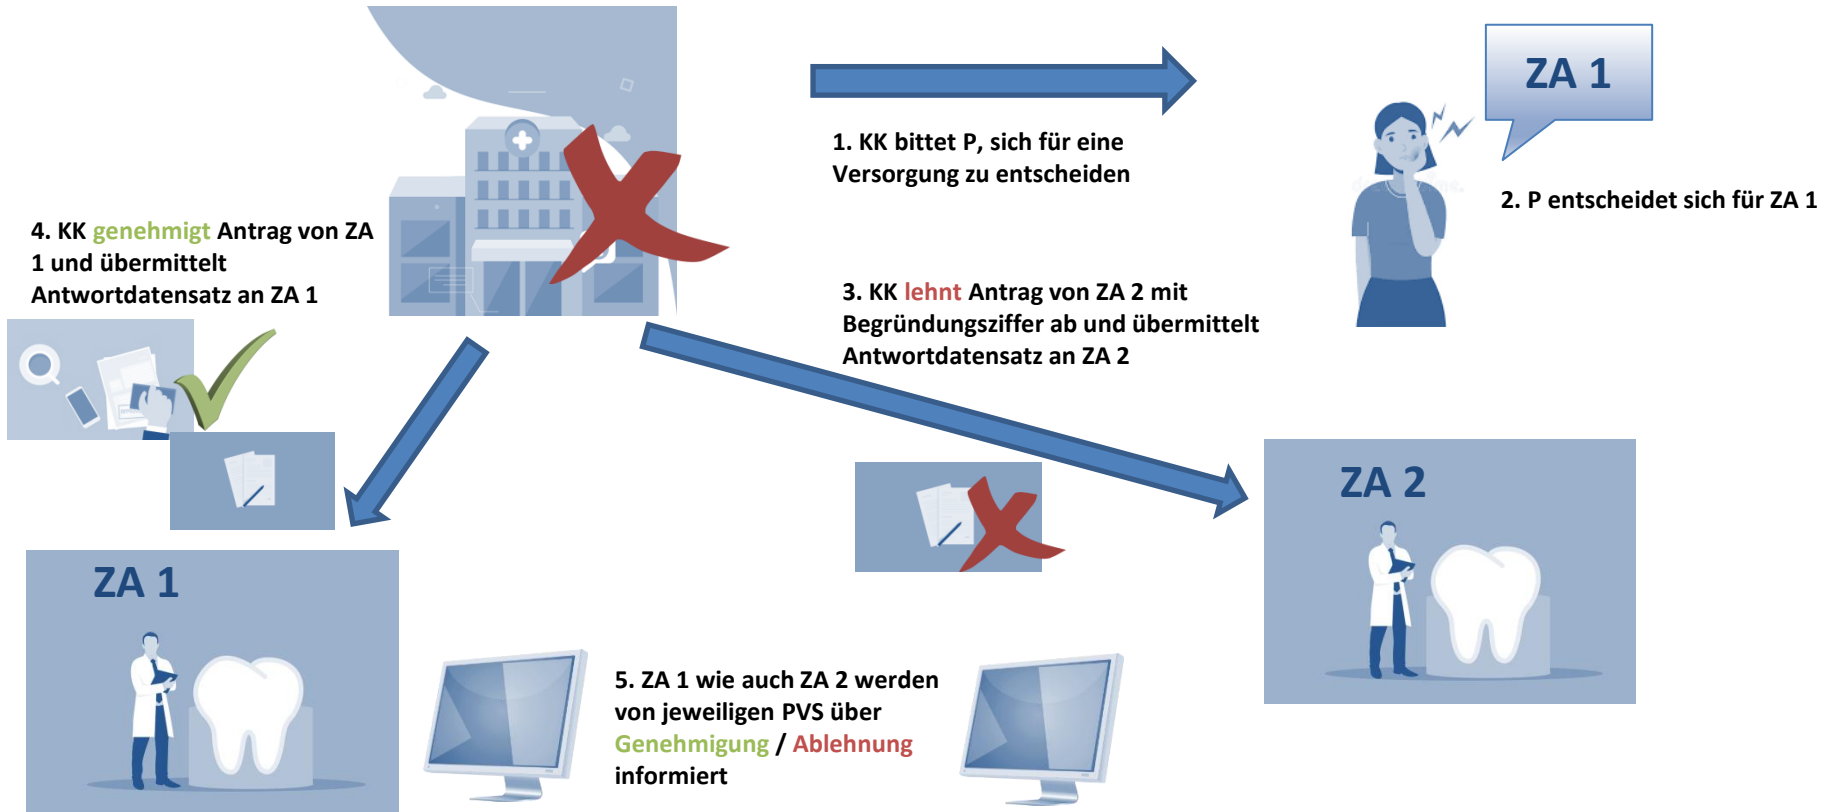 ZA 1
1. KK bittet P, sich für eine
Versorgung zu entscheiden
2. P entscheidet sich für ZA 1
4. KK genehmigt Antrag von ZA
1 und übermittelt
Antwortdatensatz an ZA 1
3. KK lehnt Antrag von ZA 2 mit
Begründungsziffer ab und übermittelt
Antwortdatensatz an ZA 2
ZA 2
ZA 1
5. ZA 1 wie auch ZA 2 werden
von jeweiligen PVS über
Genehmigung / Ablehnung
informiert